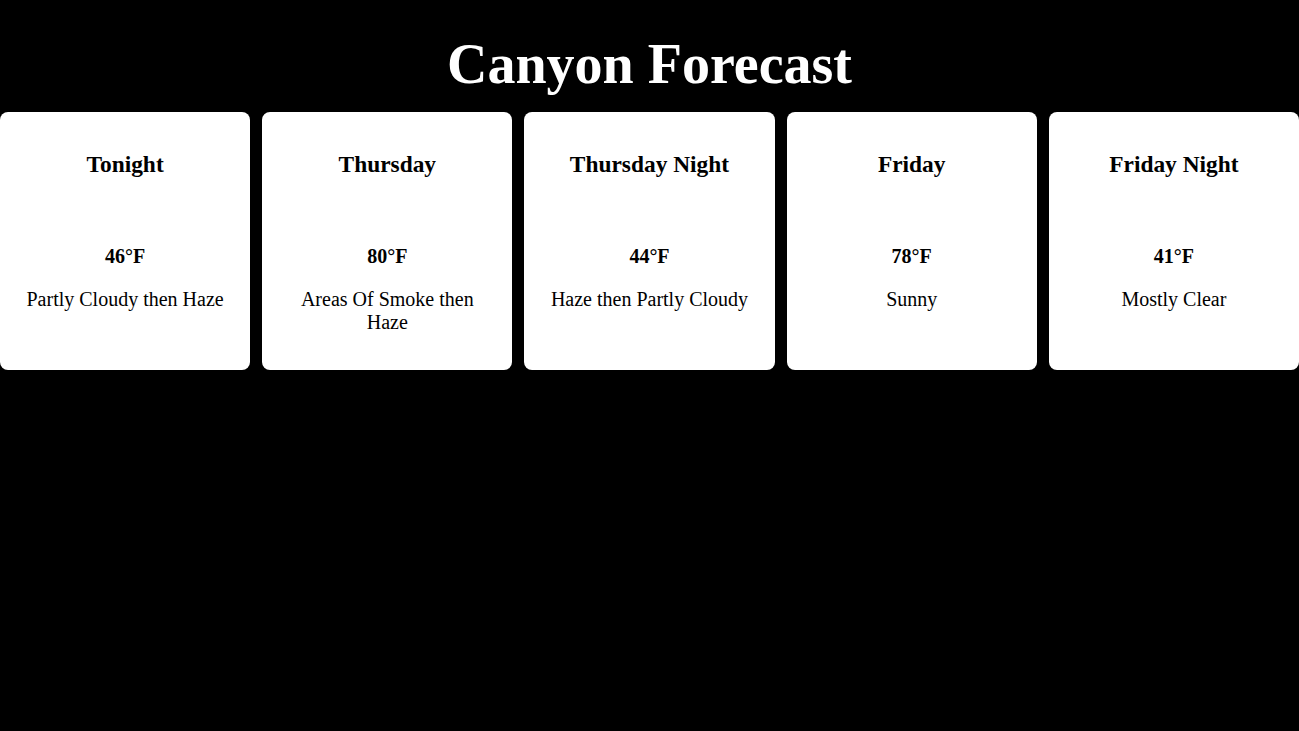 Canyon Forecast
Tonight
46°F
Partly Cloudy then Haze
Thursday
80°F
Areas Of Smoke then
Haze
Thursday Night
44°F
Haze then Partly Cloudy
Friday
78°F
Sunny
Friday Night
41°F
Mostly Clear